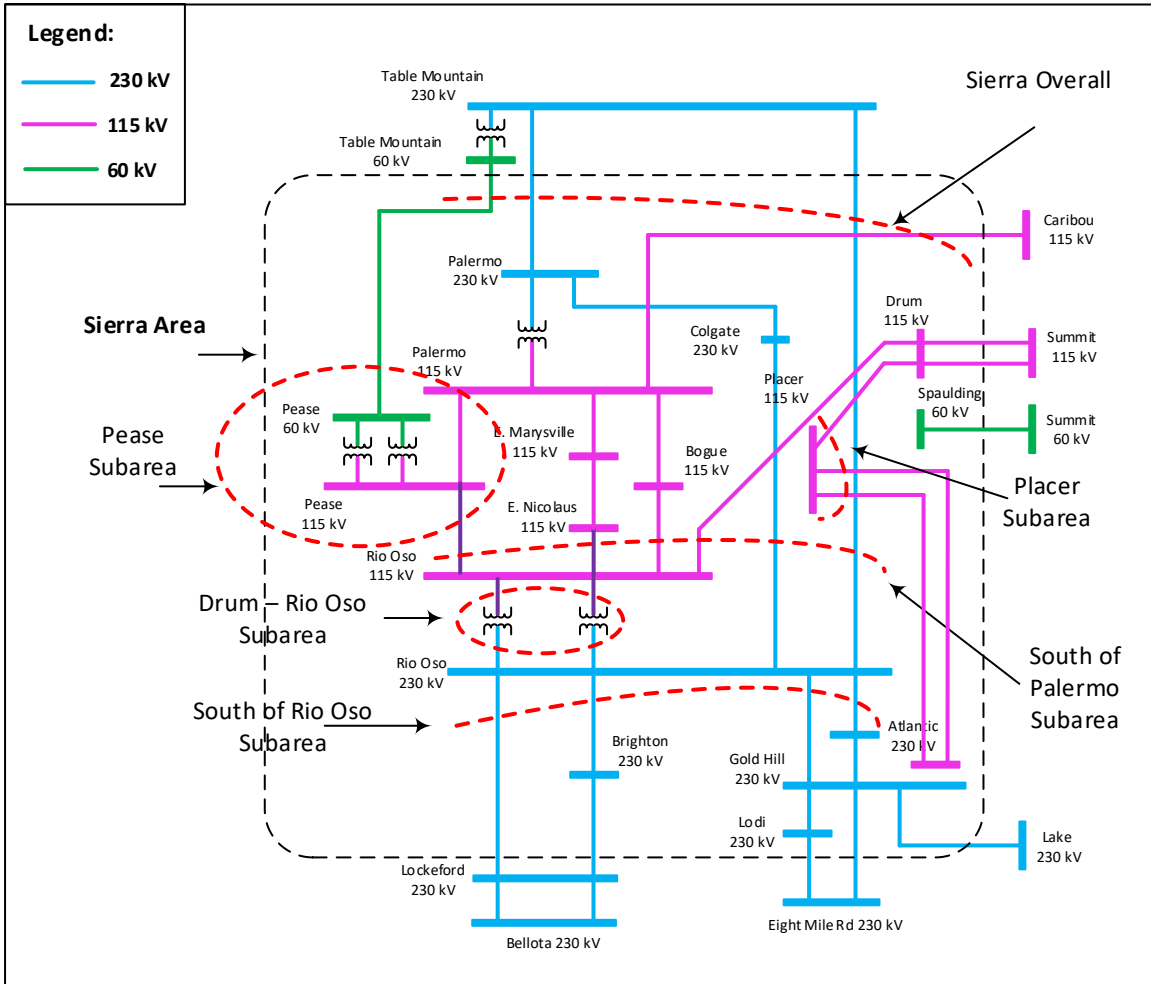 Legend:
230 kV
115 kV
60 kV
Table Mountain
230 kV
Sierra Overall
Table Mountain
60 kV
Caribou
115 kV
Palermo
230 kV
Drum
115 kV
Sierra Area
Colgate
230 kV
Summit
115 kV
Palermo
115 kV
Placer
115 kV
Spaulding
60 kV
Summit
60 kV
Pease
60 kV
Pease
Subarea
E. Marysville
115 kV
Bogue
115 kV
Placer
Subarea
Pease
115 kV
E. Nicolaus
115 kV
Rio Oso
115 kV
Drum – Rio Oso
Subarea
Rio Oso
230 kV
South of
Palermo
Subarea
South of Rio Oso
Subarea
Atlantic
230 kV
Brighton
230 kV
Gold Hill
230 kV
Lodi
230 kV
Lake
230 kV
Lockeford
230 kV
Eight Mile Rd 230 kV
Bellota 230 kV